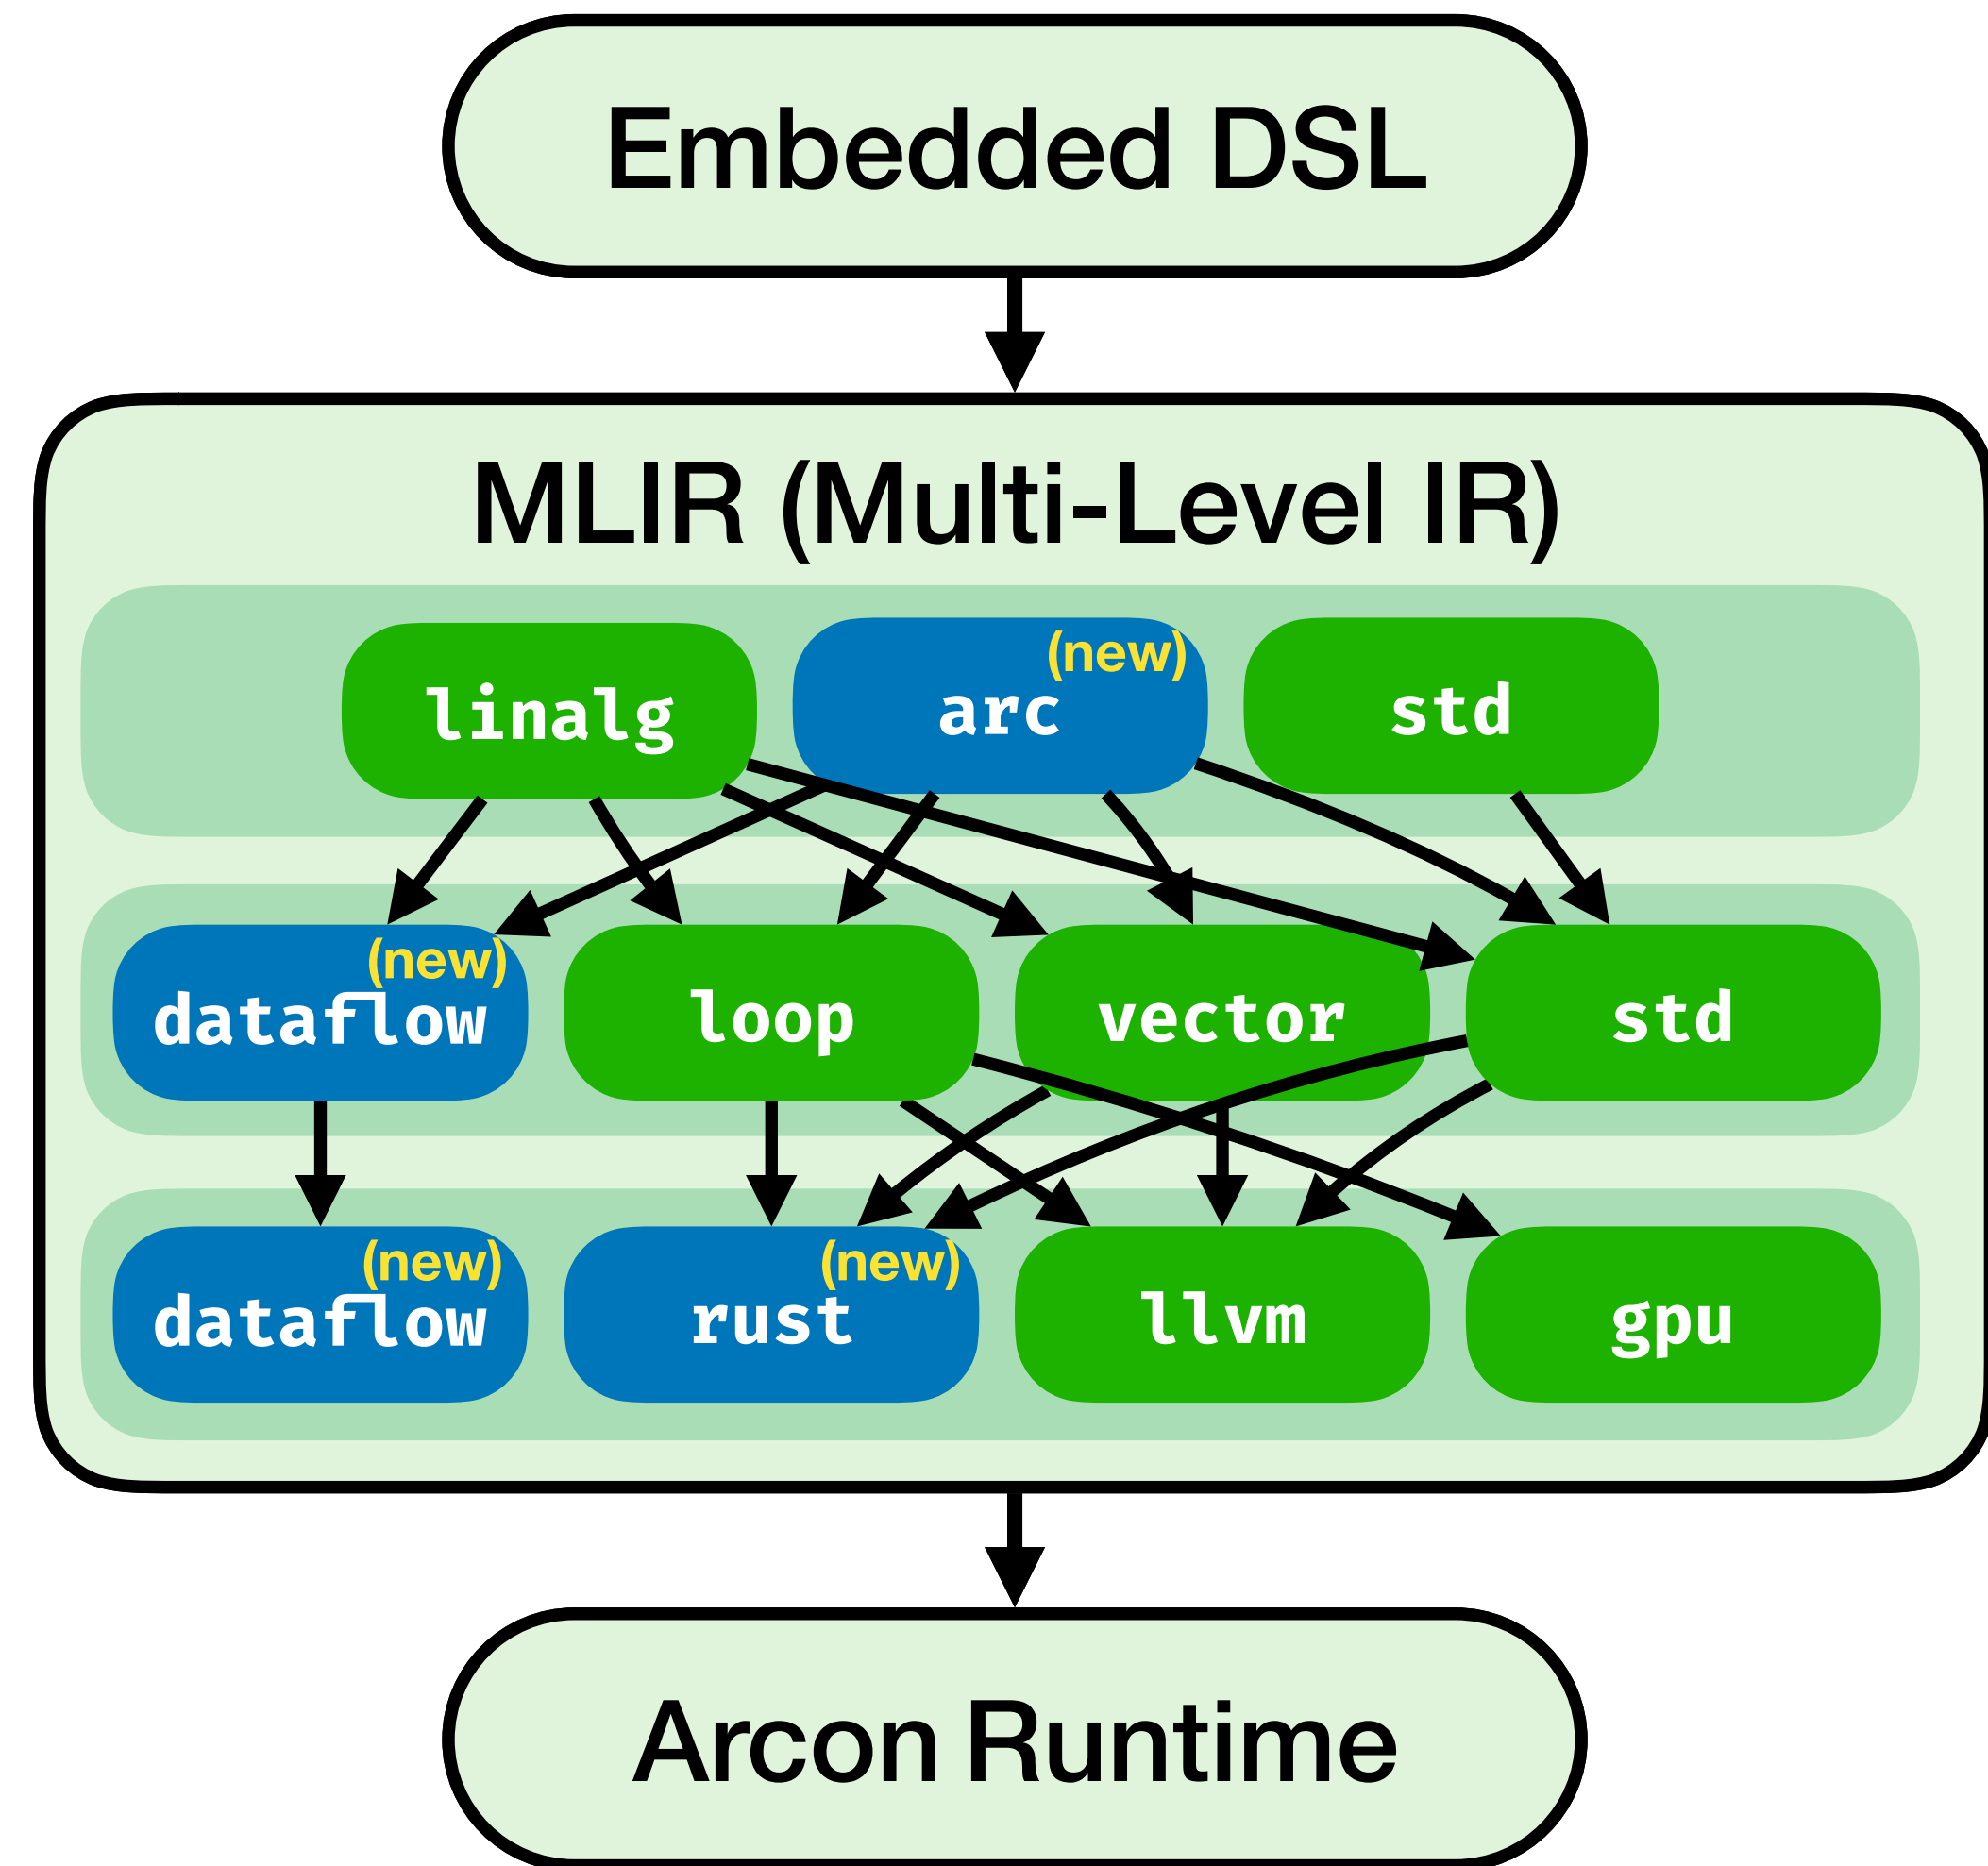 Embedded DSL
MLIR (Multi-Level IR)
linalg
(new)
arc
std
(new)
dataflow
loop
vector
std
(new)
dataflow
(new)
rust
llvm
gpu
Arcon Runtime